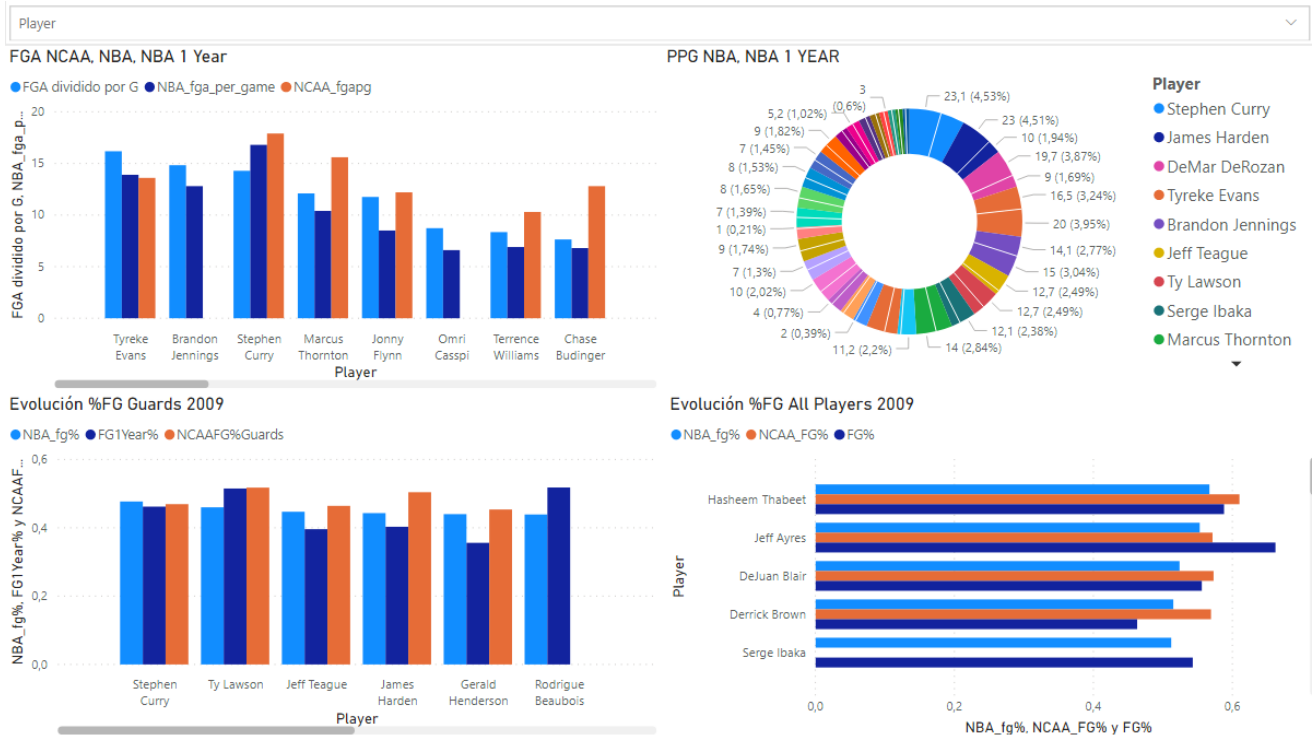 Player
FGA NCAA, NBA, NBA 1 Year
FGA dividido por G NBA_fga_per_game NCAA_fgapg
FGA dividido por G, NBA_fga_p...
20
15
10
5
0
Tyreke Evans
Brandon Jennings
Stephen Curry
Marcus Thornton
Jonny Flynn
Omri Casspi
Terrence Williams
Chase Budinger
Player
PPG NBA, NBA 1 YEAR
23,1 (4,53%)
23 (4,51%)
10 (1,94%)
19,7 (3,87%)
9 (1,69%)
16,5 (3,24%)
20 (3,95%)
14,1 (2,77%)
15 (3,04%)
12,7 (2,49%)
12,7 (2,49%)
12,1 (2,38%)
14 (2,84%)
11,2 (2,2%)
2 (0,39%)
4 (0,77%)
10 (2,02%)
7 (1,3%)
9 (1,74%)
1 (0,21%)
7 (1,39%)
8 (1,65%)
8 (1,53%)
7 (1,45%)
9 (1,82%)
5,2 (1,02%)
(0,6%)
3
Player
Stephen Curry
James Harden
DeMar DeRozan
Tyreke Evans
Brandon Jennings
Jeff Teague
Ty Lawson
Serge Ibaka
Marcus Thornton
Evolución %FG Guards 2009
NBA_fg% FG1Year% NCAAFG%Guards
NBA_fg%, FG1Year% y NCAAF...
0,6
0,4
0,2
0,0
Stephen Curry
Ty Lawson
Jeff Teague
James Harden
Gerald Henderson
Rodrigue Beaubois
Player
Evolución %FG All Players 2009
NBA_fg% NCAA_FG% FG%
Player
Hasheem Thabeet
Jeff Ayres
DeJuan Blair
Derrick Brown
Serge Ibaka
0,0
0,2
0,4
0,6
NBA_fg%, NCAA_FG% y FG%